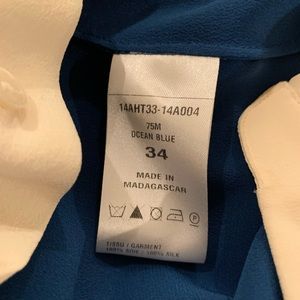 14AHT33-14A004
75M
OCEAN BLUE
34
MADE IN
MADAGASCAR
TISSU / GARMENT
100% SOIE / 100% SILK